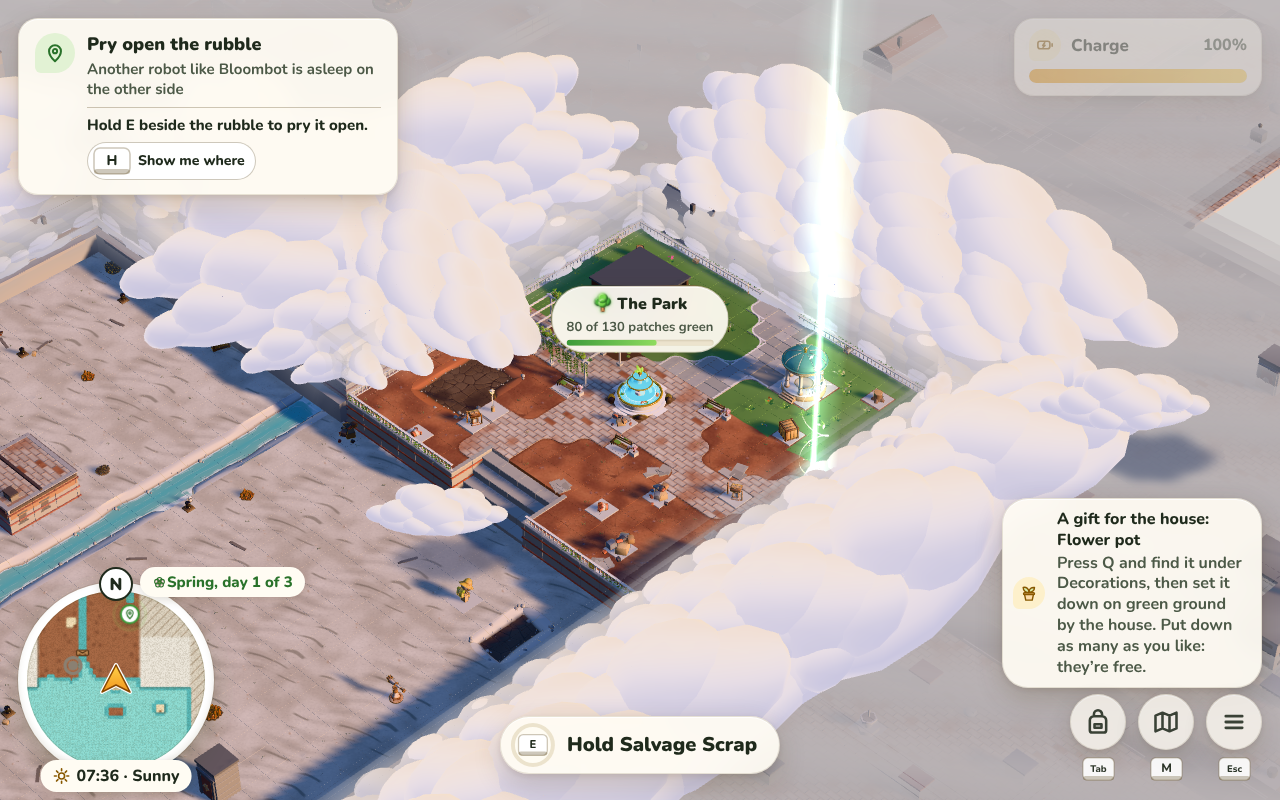 Pry open the rubble
Another robot like Bloombot is asleep on
the other side
Hold E beside the rubble to pry it open.
H Show me where
Charge 100%
The Park
80 of 130 patches green
A gift for the house:
Flower pot
Press Q and find it under
Decorations, then set it
down on green ground
by the house. Put down
as many as you like:
they're free.
N
Spring, day 1 of 3
07:36 · Sunny
E Hold Salvage Scrap
Tab M Esc